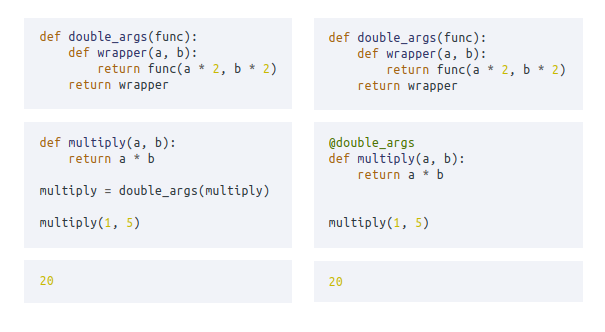 def double_args(func):
    def wrapper(a, b):
        return func(a * 2, b * 2)
    return wrapper
def multiply(a, b):
    return a * b
multiply = double_args(multiply)
multiply(1, 5)
20
def double_args(func):
    def wrapper(a, b):
        return func(a * 2, b * 2)
    return wrapper
@double_args
def multiply(a, b):
    return a * b
multiply(1, 5)
20